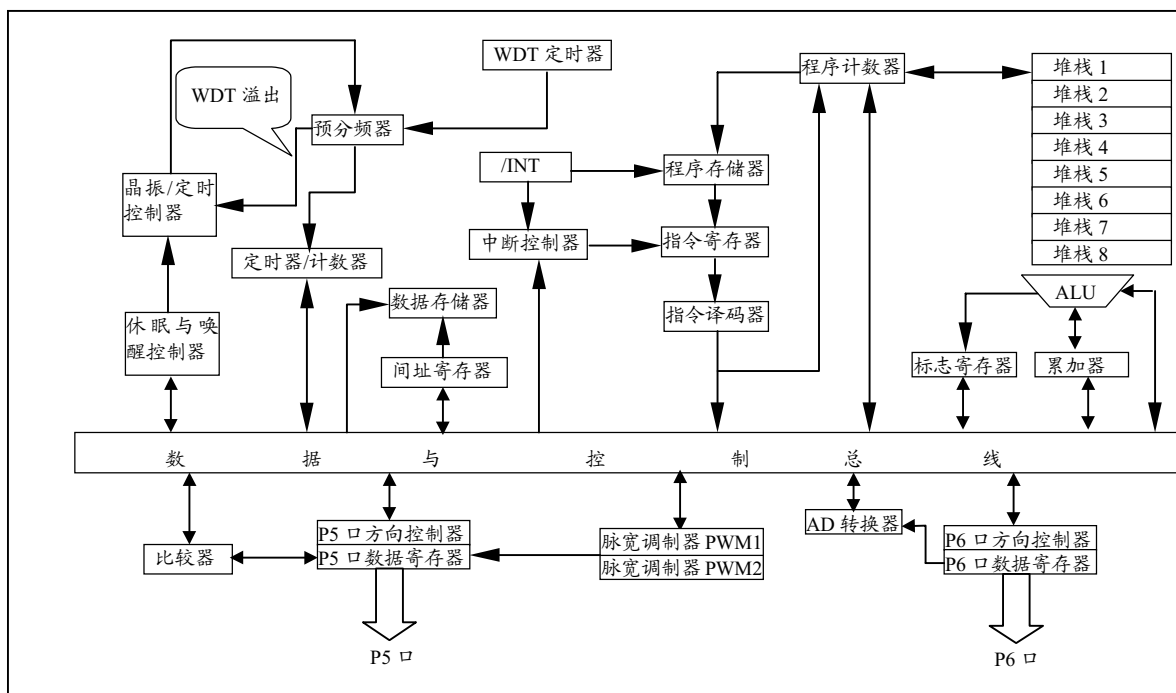 WDT 定时器
程序计数器
堆栈 1
堆栈 2
堆栈 3
堆栈 4
堆栈 5
堆栈 6
堆栈 7
堆栈 8
WDT 溢出
预分频器
/INT
程序存储器
晶振/定时
控制器
中断控制器
指令寄存器
定时器/计数器
ALU
数据存储器
指令译码器
休眠与唤
醒控制器
间址寄存器
标志寄存器
累加器
数据与控制总线
P5 口方向控制器
P5 口数据寄存器
比较器
脉宽调制器 PWM1
脉宽调制器 PWM2
AD 转换器
P6 口方向控制器
P6 口数据寄存器
P5 口
P6 口